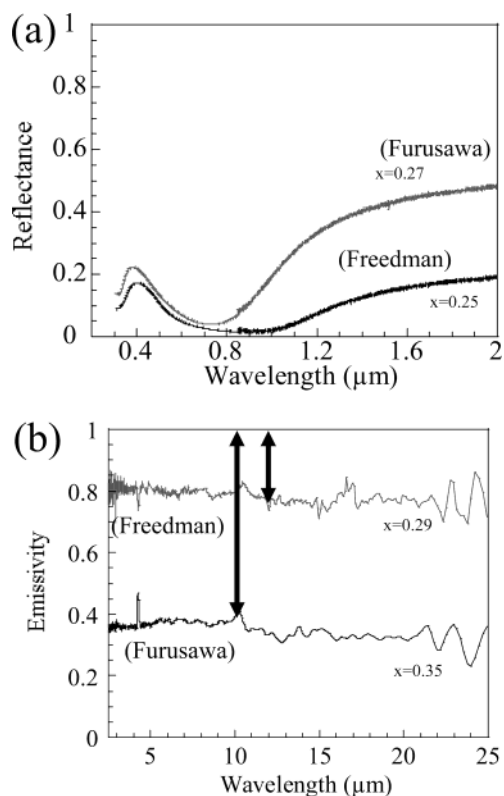 (a)
1
0.8
0.6
0.4
0.2
0
Reflectance
(Furusawa)
x=0.27
(Freedman)
x=0.25
0.4 0.8 1.2 1.6 2
Wavelength (µm)
(b)
1
0.8
0.6
0.4
0.2
0
Emissivity
(Freedman)
x=0.29
(Furusawa)
x=0.35
5 10 15 20 25
Wavelength (µm)